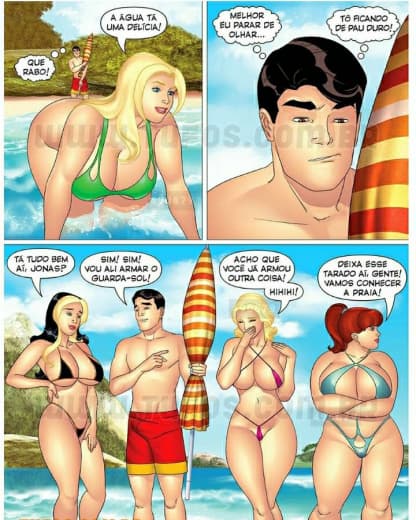 A ÁGUA TÁ
UMA DELÍCIA!
QUE
RABO!
MELHOR
EU PARAR DE
OLHAR...
TÔ FICANDO
DE PAU DURO!
TÁ TUDO BEM
AÍ, JONAS?
SIM! SIM!
VOU ALI ARMAR O
GUARDA-SOL!
ACHO QUE
VOCÊ JÁ ARMOU
OUTRA COISA!
HIHIHI!
DEIXA ESSE
TARADO AÍ, GENTE!
VAMOS CONHECER
A PRAIA!